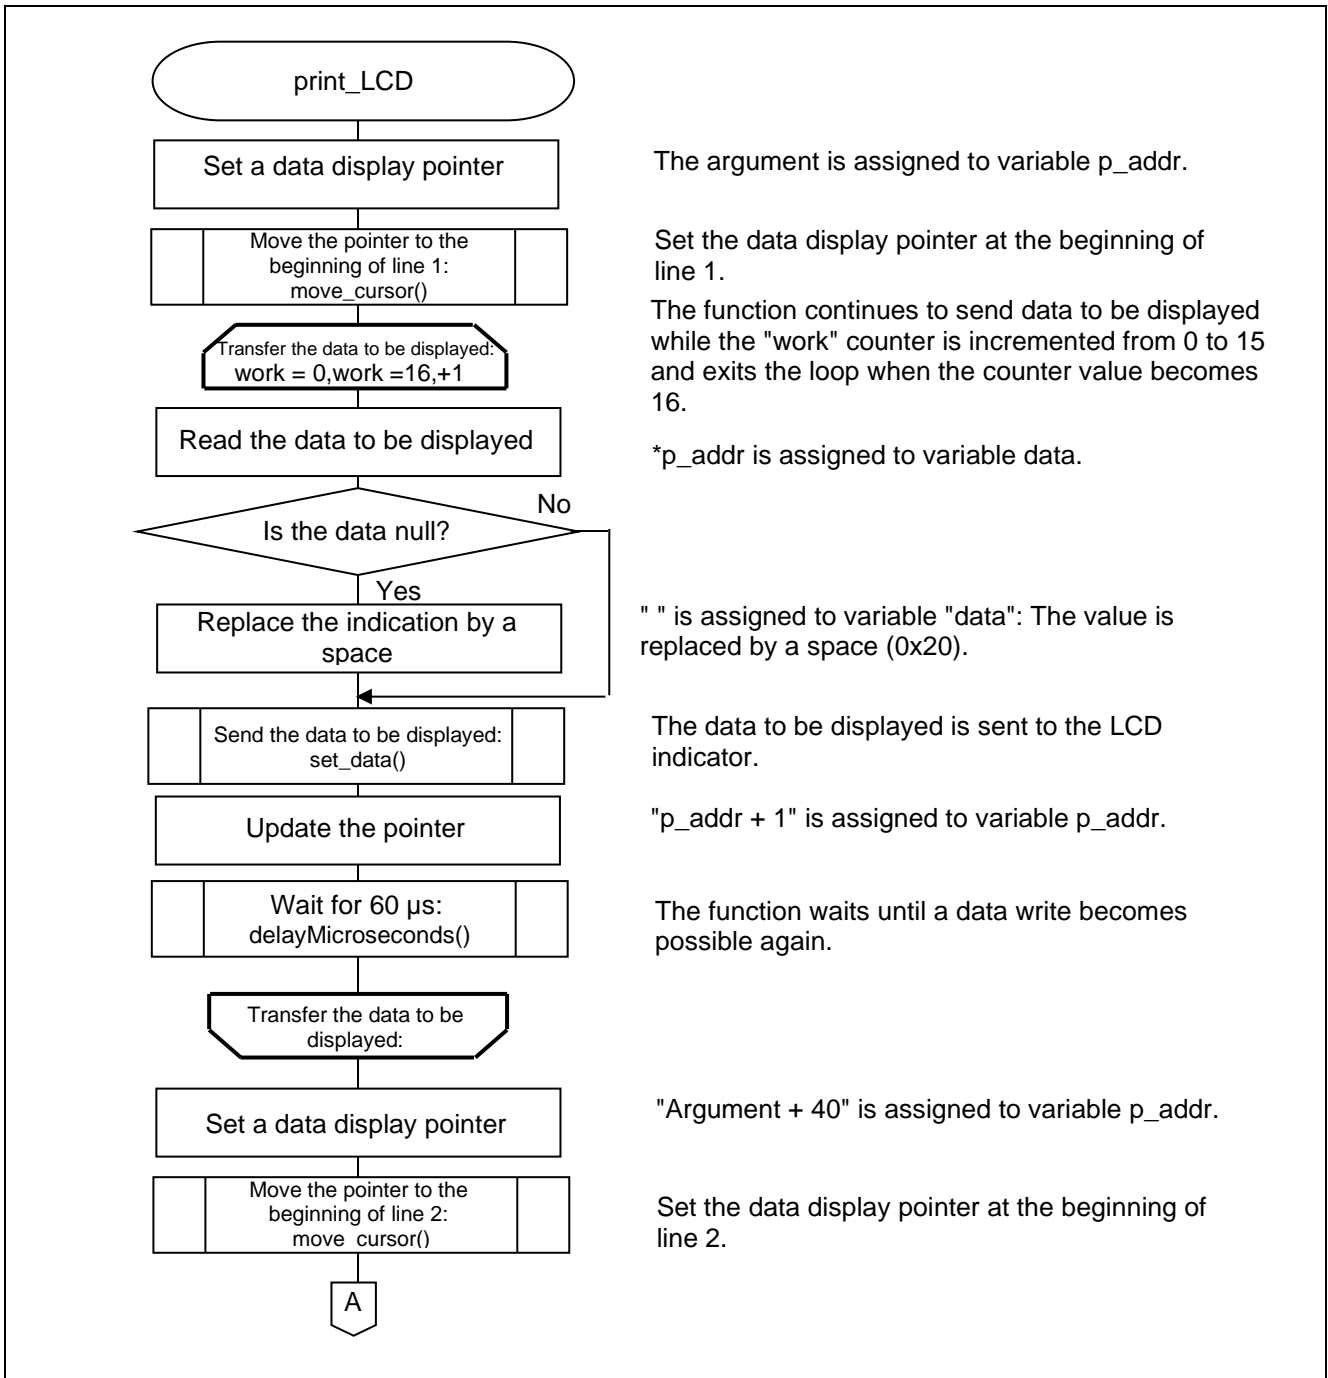 print_LCD
Set a data display pointer
The argument is assigned to variable p_addr.
Move the pointer to the
beginning of line 1:
move_cursor()
Set the data display pointer at the beginning of
line 1.
Transfer the data to be displayed:
work = 0,work =16,+1
The function continues to send data to be displayed
while the "work" counter is incremented from 0 to 15
and exits the loop when the counter value becomes
16.
Read the data to be displayed
*p_addr is assigned to variable data.
Is the data null?
No
Yes
Replace the indication by a
space
" " is assigned to variable "data": The value is
replaced by a space (0x20).
Send the data to be displayed:
set_data()
The data to be displayed is sent to the LCD
indicator.
Update the pointer
"p_addr + 1" is assigned to variable p_addr.
Wait for 60 µs:
delayMicroseconds()
The function waits until a data write becomes
possible again.
Transfer the data to be
displayed:
Set a data display pointer
"Argument + 40" is assigned to variable p_addr.
Move the pointer to the
beginning of line 2:
move_cursor()
Set the data display pointer at the beginning of
line 2.
A